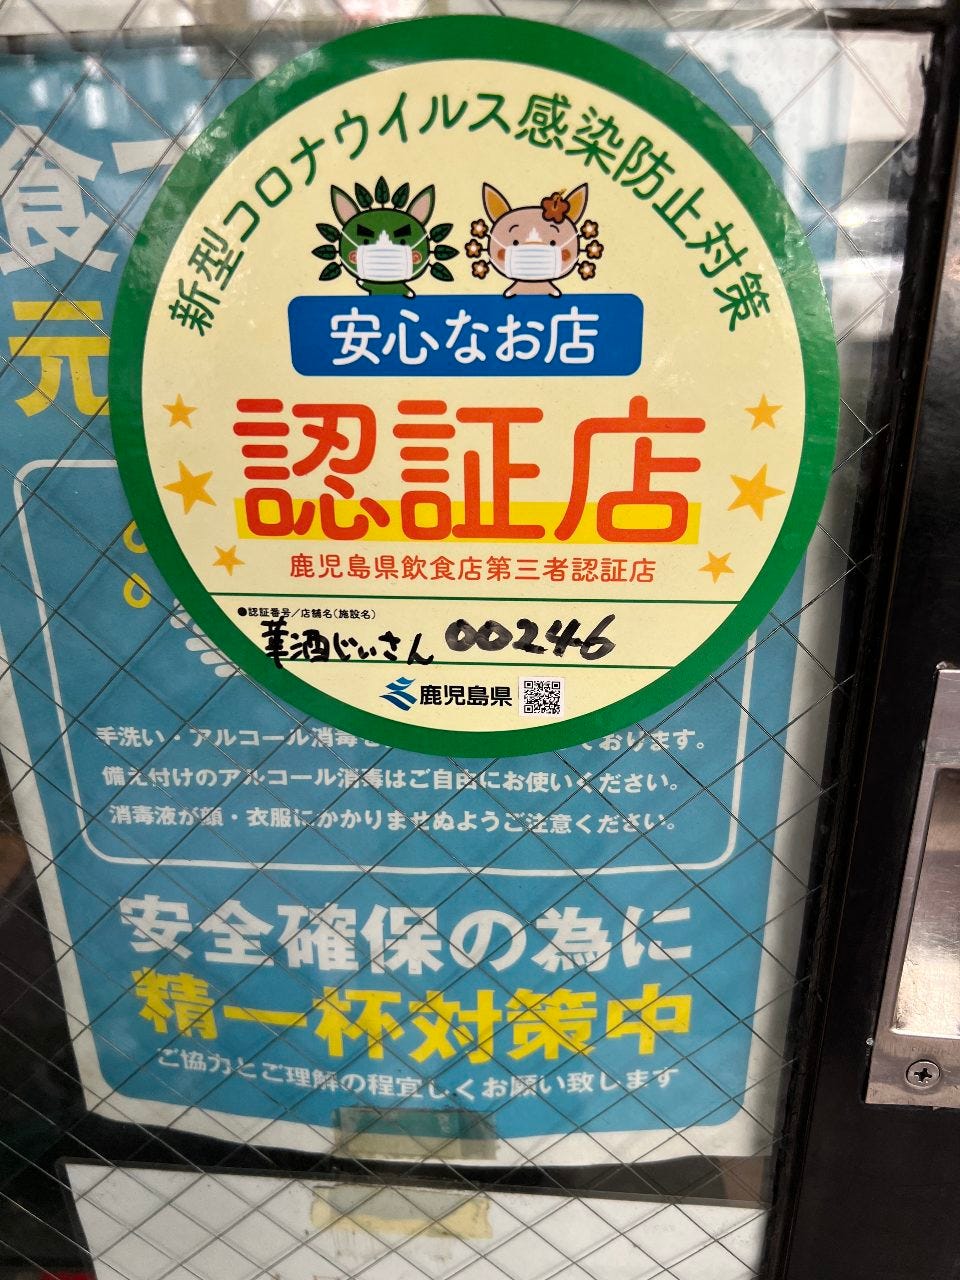 新型コロナウイルス感染防止対策
安心なお店
認証店
鹿児島県飲食店第三者認証店
●認証番号/店舗名(施設名)
華酒じぃさん 00246
鹿児島県
食
元
手洗い・アルコール消毒を
ております。
備え付けのアルコール消毒はご自由にお使いください。
消毒液が顔・衣服にかかりませぬようご注意ください。
安全確保の為に
精一杯対策中
ご協力とご理解の程宜しくお願い致します